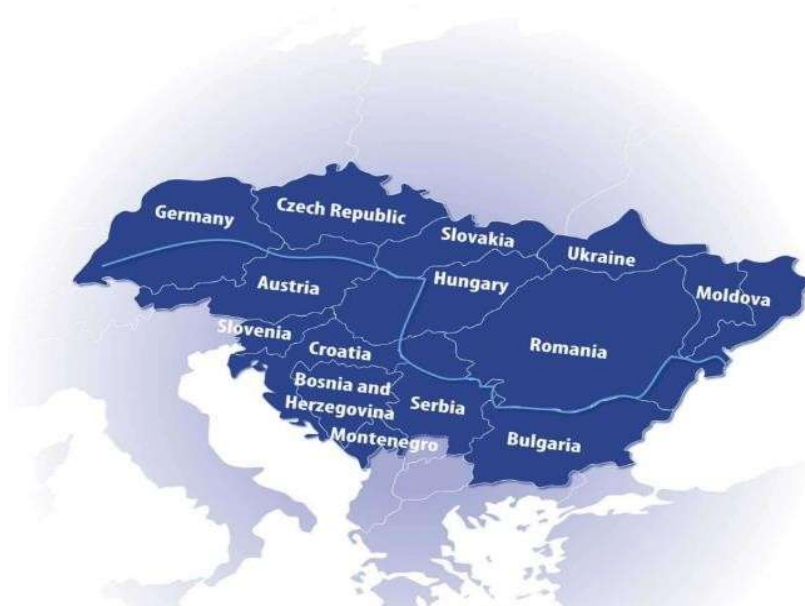 Germany
Czech Republic
Slovakia
Ukraine
Austria
Hungary
Moldova
Slovenia
Croatia
Romania
Bosnia and
Herzegovina
Serbia
Montenegro
Bulgaria